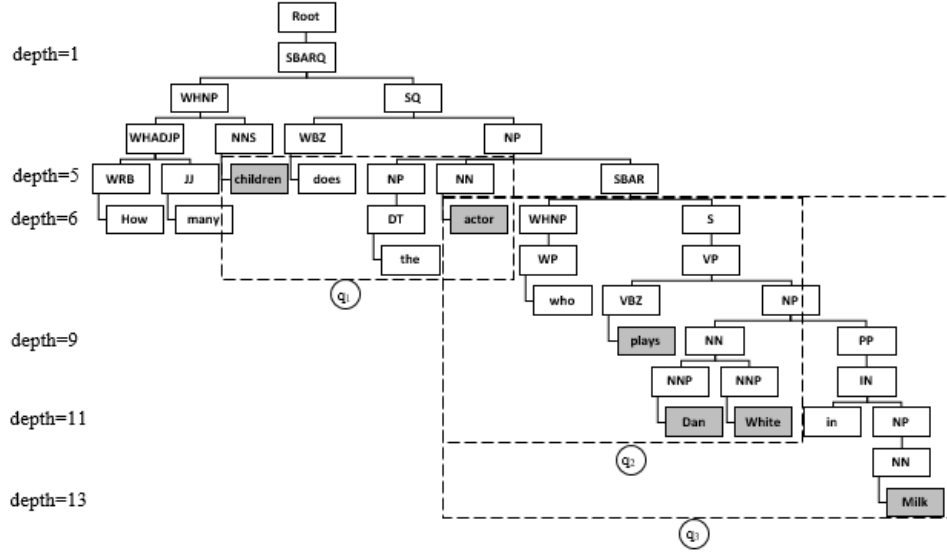 Root
depth=1
SBARQ
WHNP SQ
WHADJP NNS WBZ NP
depth=5 WRB JJ children does NP NN SBAR
depth=6 How many DT actor WHNP S
the WP VP
q1 who VBZ NP
depth=9 plays NN PP
NNP NNP IN
depth=11 Dan White in NP
q2 NN
depth=13 Milk
q3